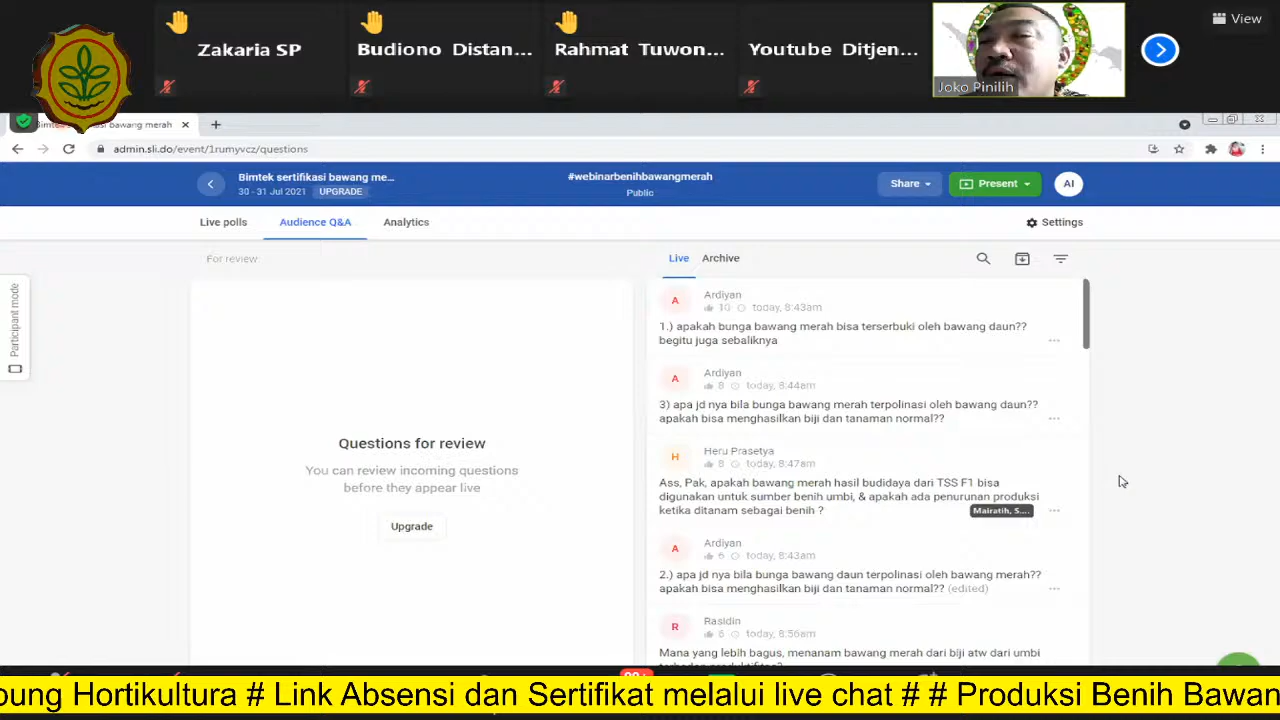 Zakaria SP
Budiono Distan...
Rahmat Tuwon...
Youtube Ditjen...
View
Joko Pinilih
si bawang merah
admin.sli.do/event/1rumyvcz/questions
Bimtek sertifikasi bawang me...
30 - 31 Jul 2021 UPGRADE
#webinarbenihbawangmerah
Public
Share
Present
AI
Live polls
Audience Q&A
Analytics
Settings
For review
Participant mode
Questions for review
You can review incoming questions
before they appear live
Upgrade
Live
Archive
A
Ardiyan
10 today, 8:43am
1.) apakah bunga bawang merah bisa terserbuki oleh bawang daun??
begitu juga sebaliknya
A
Ardiyan
8 today, 8:44am
3) apa jd nya bila bunga bawang merah terpolinasi oleh bawang daun??
apakah bisa menghasilkan biji dan tanaman normal??
H
Heru Prasetya
8 today, 8:47am
Ass, Pak, apakah bawang merah hasil budidaya dari TSS F1 bisa
digunakan untuk sumber benih umbi, & apakah ada penurunan produksi
ketika ditanam sebagai benih ?
Mairatih, S....
A
Ardiyan
6 today, 8:43am
2.) apa jd nya bila bunga bawang daun terpolinasi oleh bawang merah??
apakah bisa menghasilkan biji dan tanaman normal?? (edited)
R
Rasidin
today, 8:56am
Mana yang lebih bagus, menanam bawang merah dari biji atw dari umbi
oung Hortikultura # Link Absensi dan Sertifikat melalui live chat # # Produksi Benih Bawan